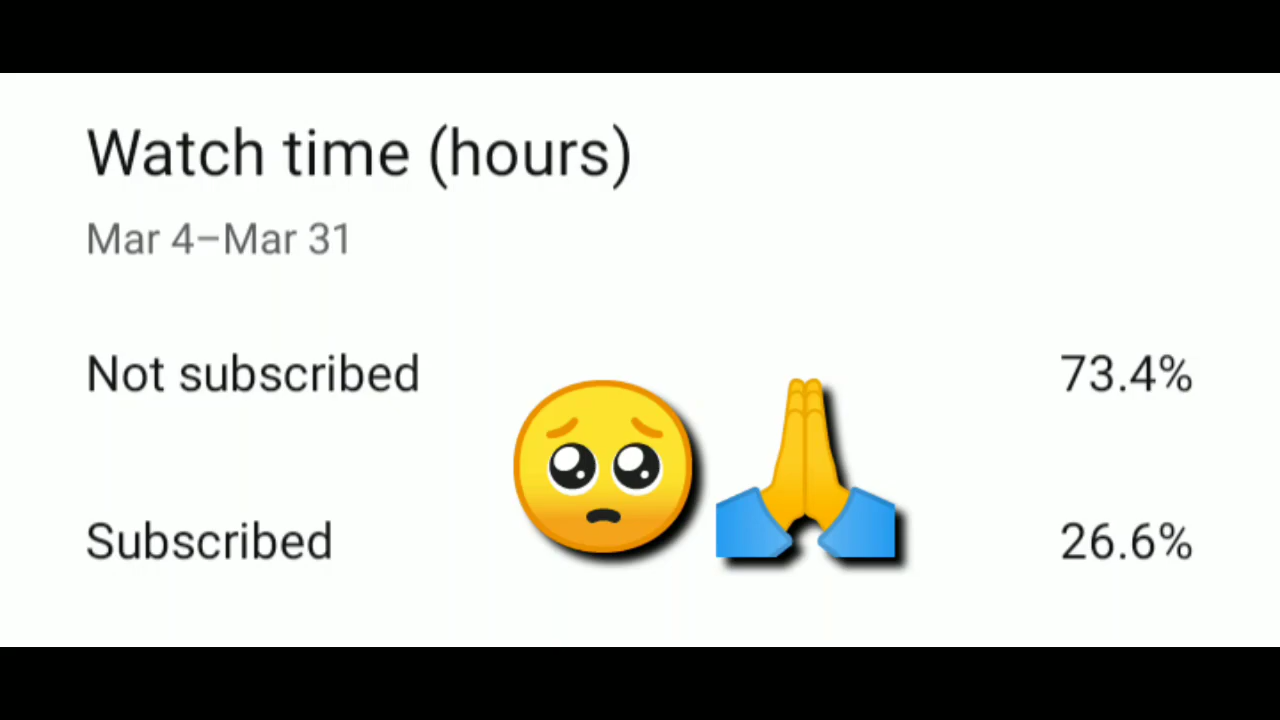 Watch time (hours)
Mar 4–Mar 31
Not subscribed 73.4%
Subscribed 26.6%